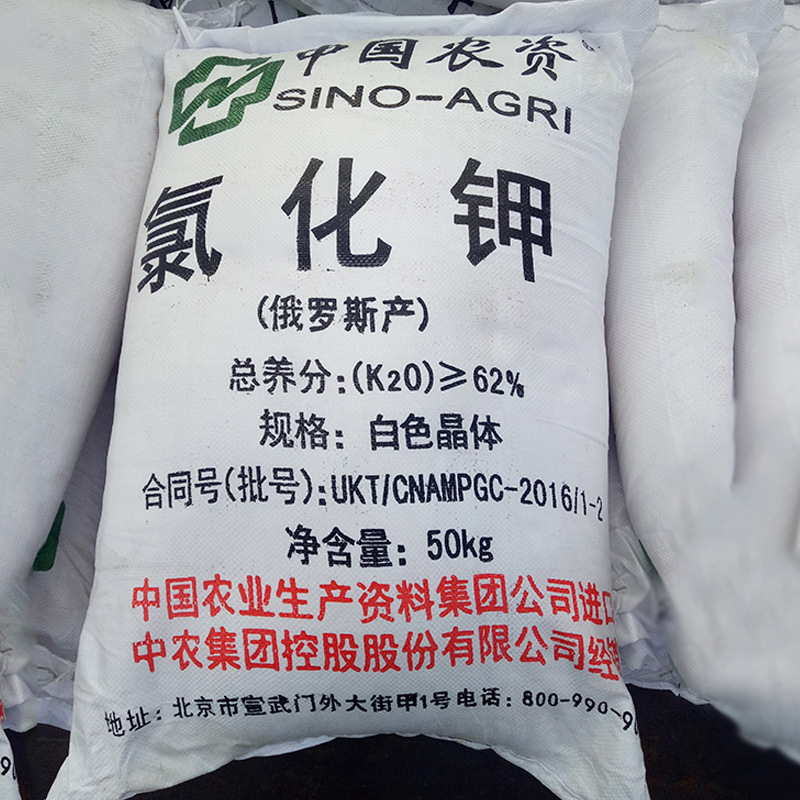 中国农资
SINO-AGRI
氯化钾
(俄罗斯产)
总养分:(K2O)≥62%
规格:白色晶体
合同号(批号):UKT/CNAMPGC-2016/1-2
净含量:50kg
中国农业生产资料集团公司进口
中农集团控股股份有限公司经
地址:北京市宣武门外大街甲1号电话:800-990-9